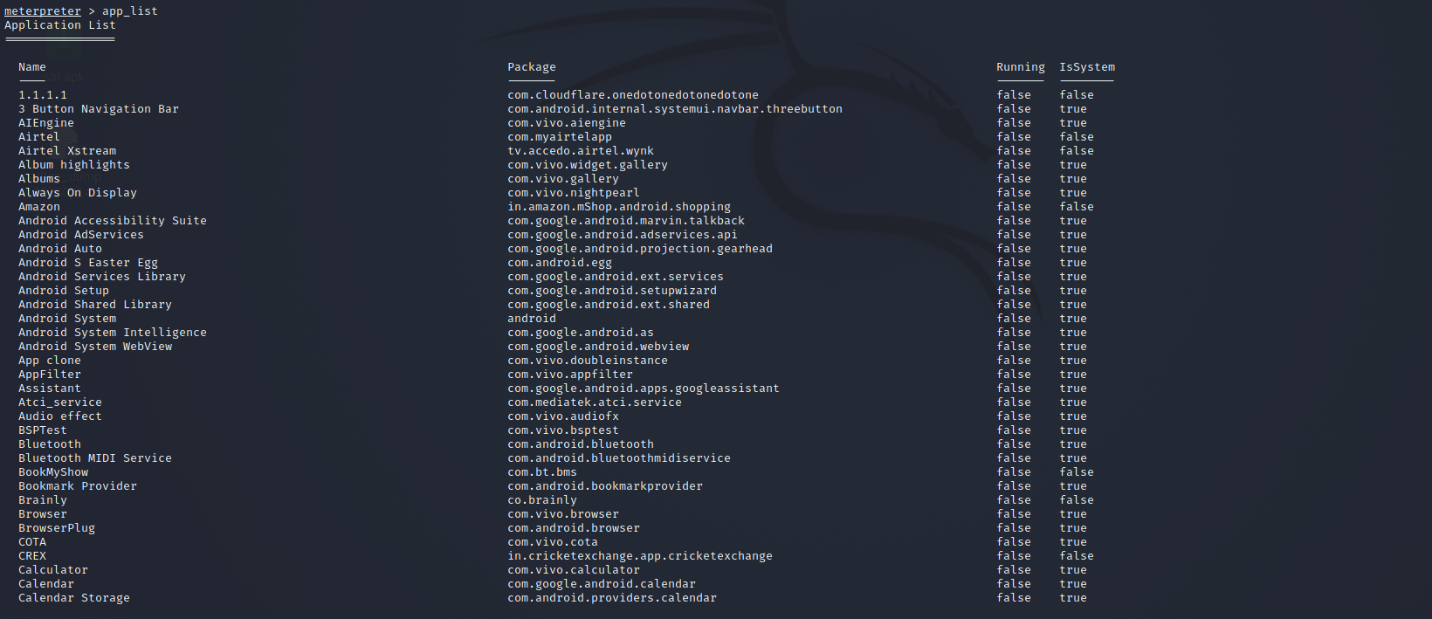 meterpreter > app_list
Application List
Name Package Running IsSystem
1.1.1.1 com.cloudflare.onedotonedotonedotone false false
3 Button Navigation Bar com.android.internal.systemui.navbar.threebutton false true
AIEngine com.vivo.aiengine false true
Airtel com.myairtelapp false false
Airtel Xstream tv.accedo.airtel.wynk false false
Album highlights com.vivo.widget.gallery false true
Albums com.vivo.gallery false true
Always On Display com.vivo.nightpearl false true
Amazon in.amazon.mShop.android.shopping false false
Android Accessibility Suite com.google.android.marvin.talkback false true
Android AdServices com.google.android.adservices.api false true
Android Auto com.google.android.projection.gearhead false true
Android S Easter Egg com.android.egg false true
Android Services Library com.google.android.ext.services false true
Android Setup com.google.android.setupwizard false true
Android Shared Library com.google.android.ext.shared false true
Android System android false true
Android System Intelligence com.google.android.as false true
Android System WebView com.google.android.webview false true
App clone com.vivo.doubleinstance false true
AppFilter com.vivo.appfilter false true
Assistant com.google.android.apps.googleassistant false true
Atci_service com.mediatek.atci.service false true
Audio effect com.vivo.audiofx false true
BSPTest com.vivo.bsptest false true
Bluetooth com.android.bluetooth false true
Bluetooth MIDI Service com.android.bluetoothmidiservice false true
BookMyShow com.bt.bms false false
Bookmark Provider com.android.bookmarkprovider false true
Brainly co.brainly false false
Browser com.vivo.browser false true
BrowserPlug com.android.browser false true
COTA com.vivo.cota false true
CREX in.cricketexchange.app.cricketexchange false false
Calculator com.vivo.calculator false true
Calendar com.google.android.calendar false true
Calendar Storage com.android.providers.calendar false true